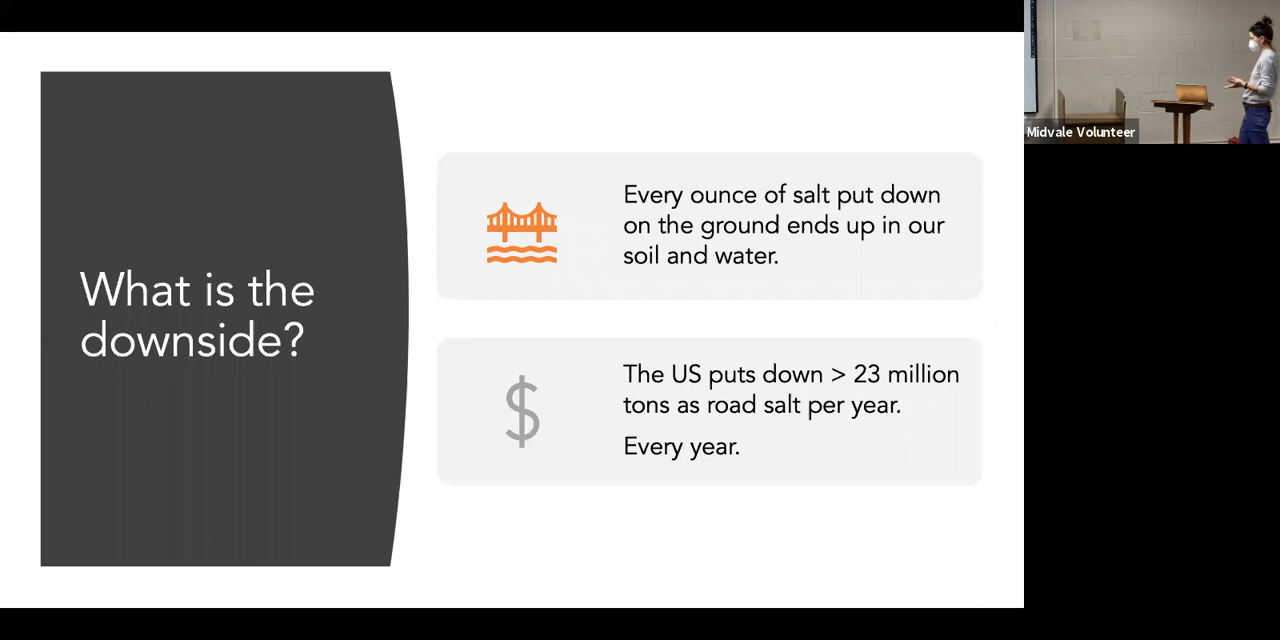 What is the
downside?
Every ounce of salt put down
on the ground ends up in our
soil and water.
$
The US puts down > 23 million
tons as road salt per year.
Every year.
Midvale Volunteer